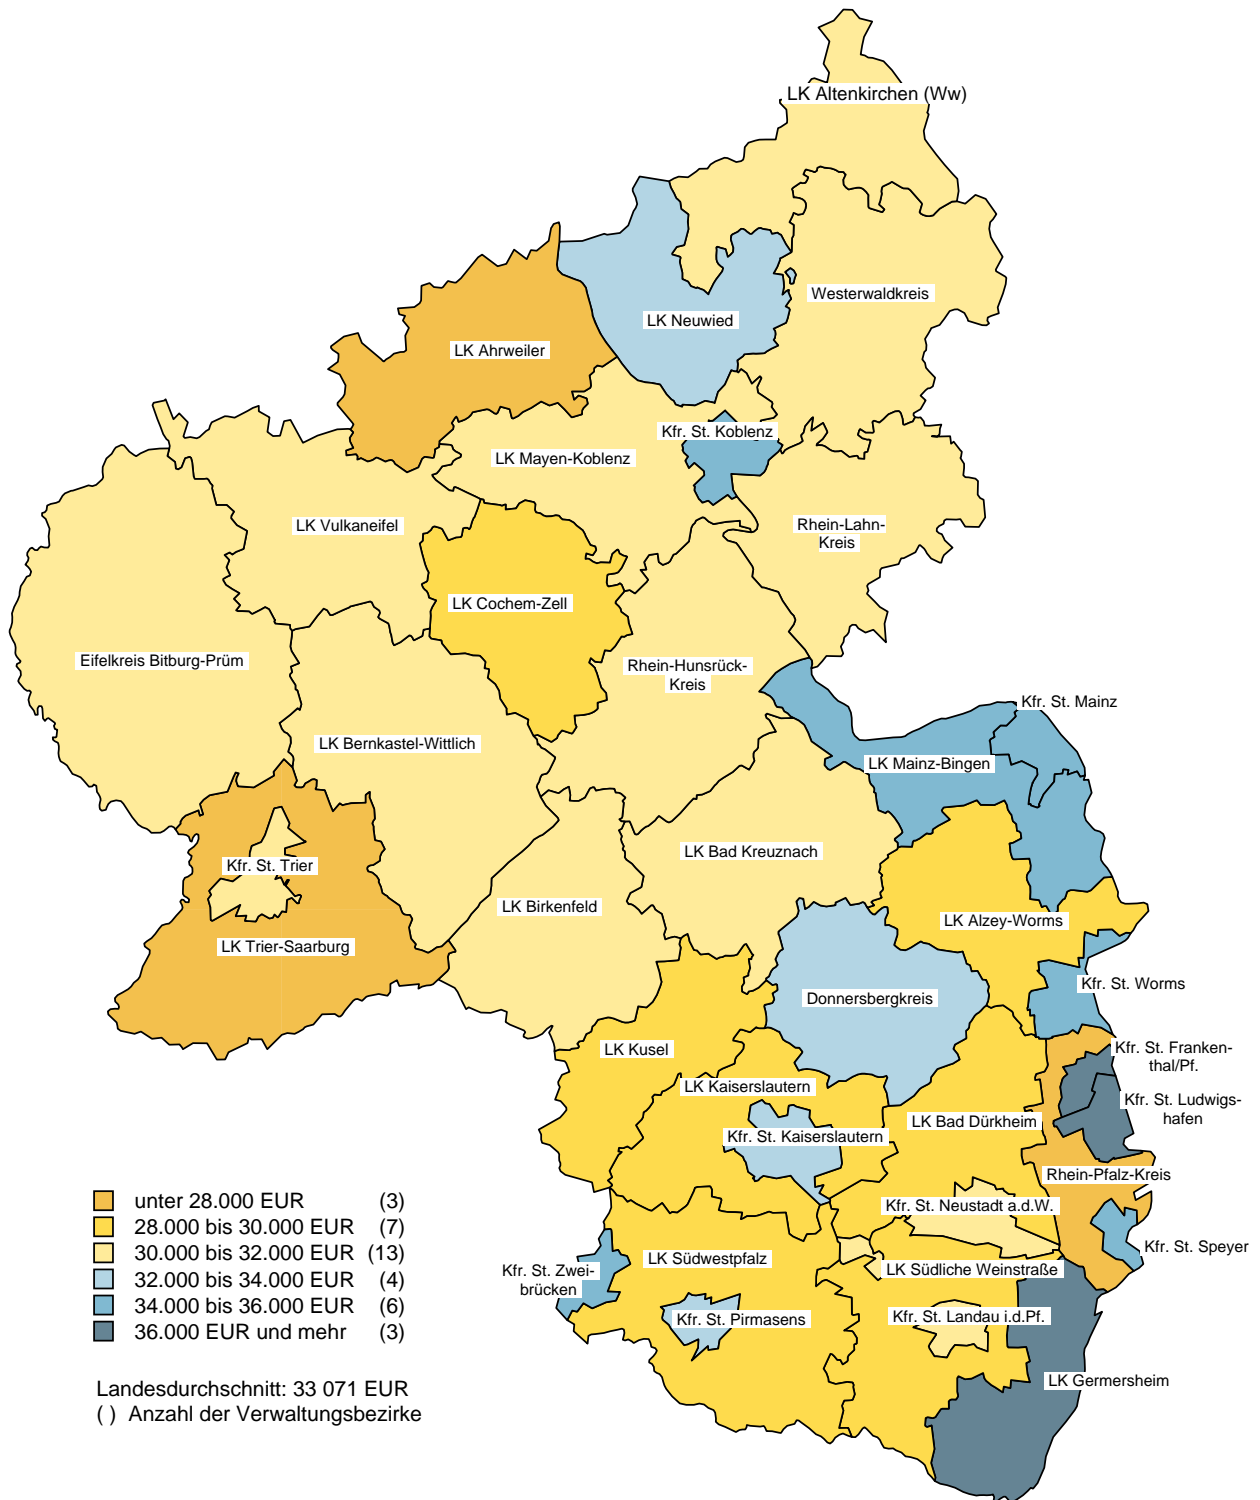 LK Altenkirchen (Ww)
Westerwaldkreis
LK Neuwied
LK Ahrweiler
Kfr. St. Koblenz
LK Mayen-Koblenz
LK Vulkaneifel
Rhein-Lahn-
Kreis
LK Cochem-Zell
Eifelkreis Bitburg-Prüm
Rhein-Hunsrück-
Kreis
Kfr. St. Mainz
LK Bernkastel-Wittlich
LK Mainz-Bingen
LK Bad Kreuznach
Kfr. St. Trier
LK Birkenfeld
LK Alzey-Worms
LK Trier-Saarburg
Kfr. St. Worms
Donnersbergkreis
LK Kusel
Kfr. St. Franken-
thal/Pf.
LK Kaiserslautern
Kfr. St. Ludwigs-
hafen
LK Bad Dürkheim
Kfr. St. Kaiserslautern
Rhein-Pfalz-Kreis
Kfr. St. Neustadt a.d.W.
Kfr. St. Speyer
LK Südwestpfalz
Kfr. St. Zwei-
brücken
LK Südliche Weinstraße
Kfr. St. Pirmasens
Kfr. St. Landau i.d.Pf.
LK Germersheim
unter 28.000 EUR (3)
28.000 bis 30.000 EUR (7)
30.000 bis 32.000 EUR (13)
32.000 bis 34.000 EUR (4)
34.000 bis 36.000 EUR (6)
36.000 EUR und mehr (3)
Landesdurchschnitt: 33 071 EUR
( ) Anzahl der Verwaltungsbezirke